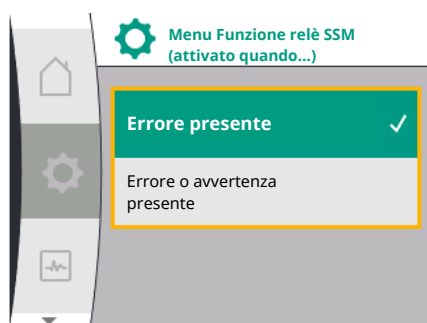 Menu Funzione relè SSM
(attivato quando...)
Errore presente
Errore o avvertenza
presente